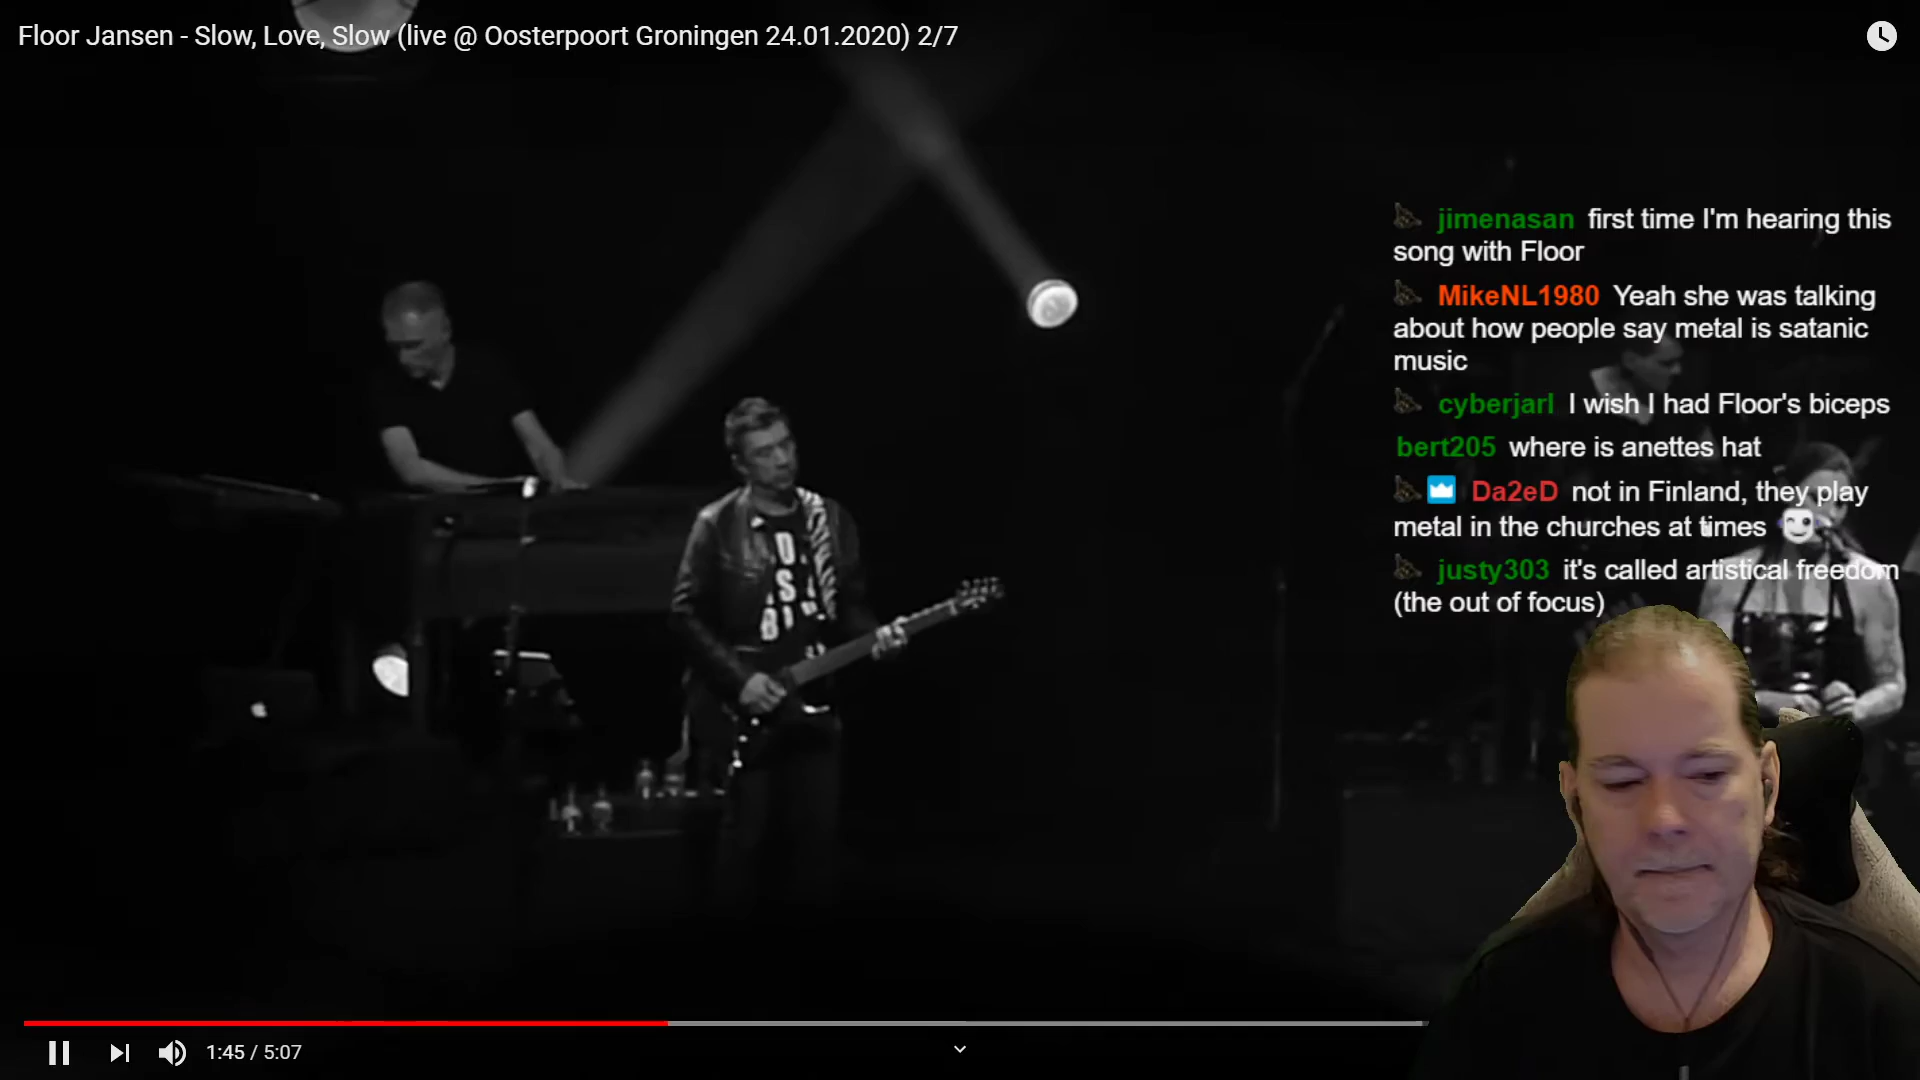 Floor Jansen - Slow, Love, Slow (live @ Oosterpoort Groningen 24.01.2020) 2/7
jimenasan first time I'm hearing this
song with Floor
MikeNL1980 Yeah she was talking
about how people say metal is satanic
music
cyberjarl I wish I had Floor's biceps
bert205 where is anettes hat
Da2eD not in Finland, they play
metal in the churches at times
justy303 it's called artistical freedom
(the out of focus)
1:45 / 5:07